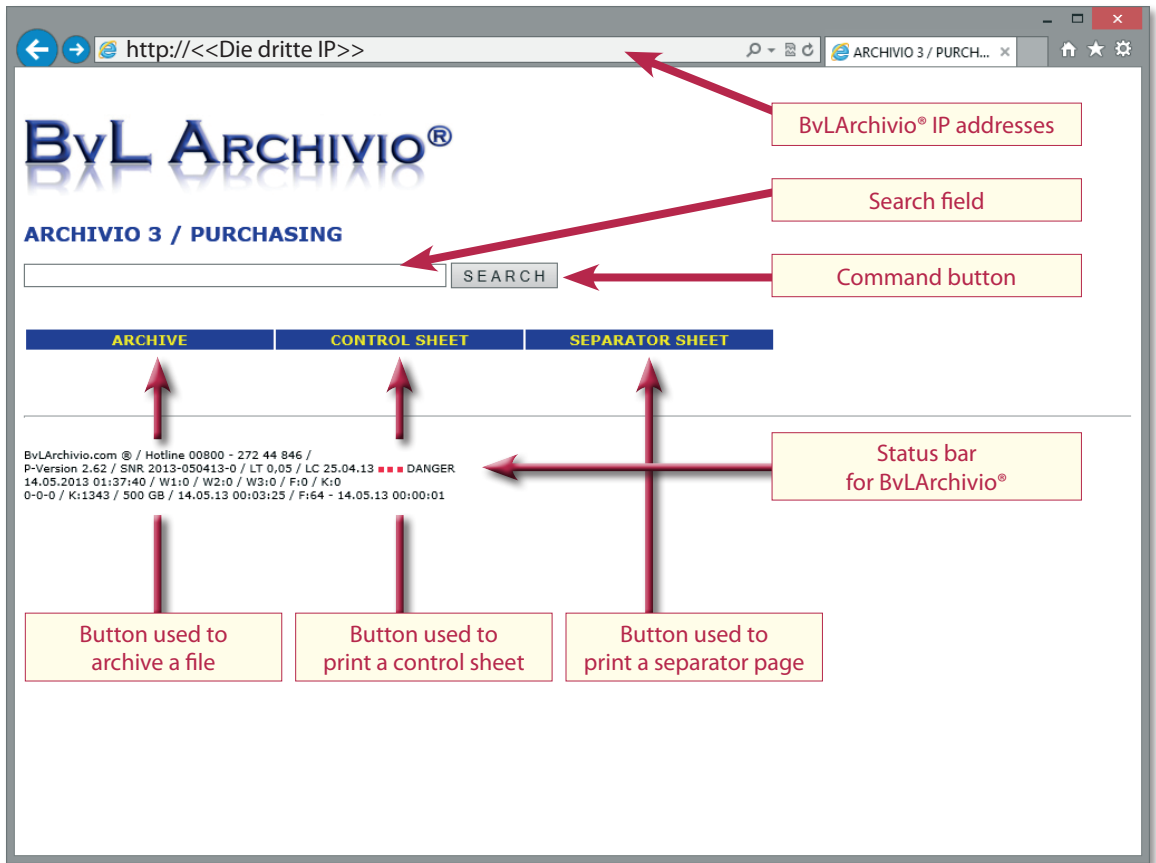 http://<<Die dritte IP>>
ARCHIVIO 3 / PURCH...
BvLArchivio® IP addresses
BvL Archivio®
Search field
ARCHIVIO 3 / PURCHASING
SEARCH
Command button
ARCHIVE
CONTROL SHEET
SEPARATOR SHEET
BvLArchivio.com ® / Hotline 00800 - 272 44 846 /
P-Version 2.62 / SNR 2013-050413-0 / LT 0,05 / LC 25.04.13 ■ ■ ■ DANGER
14.05.2013 01:37:40 / W1:0 / W2:0 / W3:0 / F:0 / K:0
0-0-0 / K:1343 / 500 GB / 14.05.13 00:03:25 / F:64 - 14.05.13 00:00:01
Status bar
for BvLArchivio®
Button used to
archive a file
Button used to
print a control sheet
Button used to
print a separator page